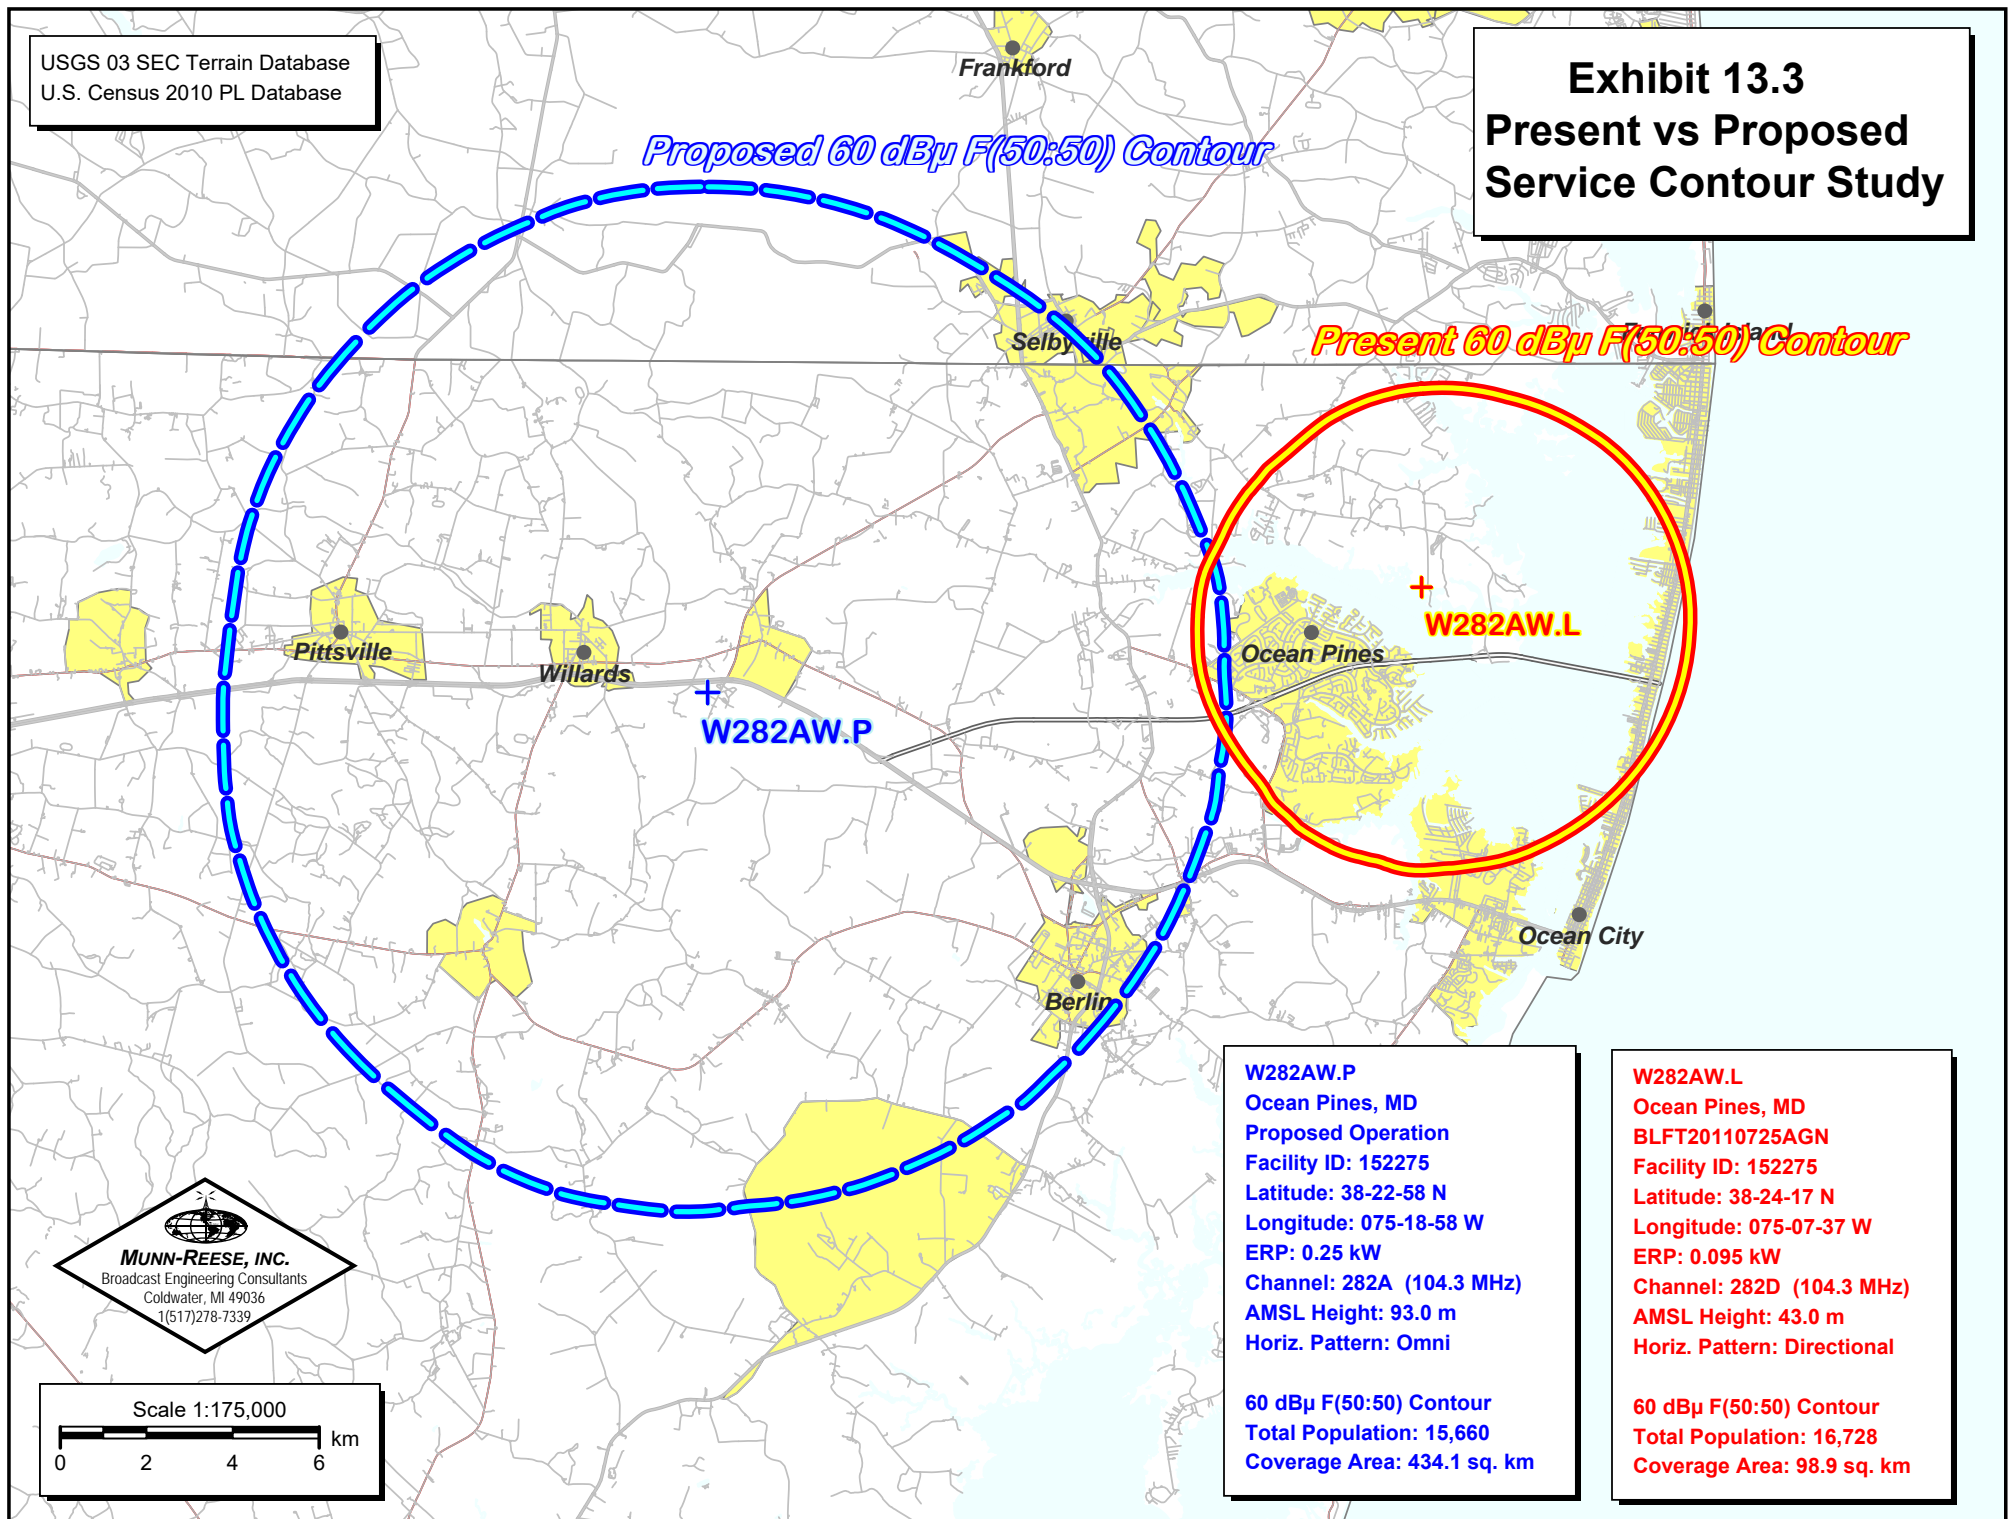 USGS 03 SEC Terrain Database
U.S. Census 2010 PL Database
Exhibit 13.3
Present vs Proposed
Service Contour Study
Frankford
Proposed 60 dBµ F(50:50) Contour
Selbyville
Present 60 dBµ F(50:50) Contour
W282AW.L
Ocean Pines
Pittsville
Willards
W282AW.P
Ocean City
Berlin
W282AW.P
Ocean Pines, MD
Proposed Operation
Facility ID: 152275
Latitude: 38-22-58 N
Longitude: 075-18-58 W
ERP: 0.25 kW
Channel: 282A (104.3 MHz)
AMSL Height: 93.0 m
Horiz. Pattern: Omni
60 dBµ F(50:50) Contour
Total Population: 15,660
Coverage Area: 434.1 sq. km
W282AW.L
Ocean Pines, MD
BLFT20110725AGN
Facility ID: 152275
Latitude: 38-24-17 N
Longitude: 075-07-37 W
ERP: 0.095 kW
Channel: 282D (104.3 MHz)
AMSL Height: 43.0 m
Horiz. Pattern: Directional
60 dBµ F(50:50) Contour
Total Population: 16,728
Coverage Area: 98.9 sq. km
MUNN-REESE, INC.
Broadcast Engineering Consultants
Coldwater, MI 49036
1(517)278-7339
Scale 1:175,000
km
0 2 4 6